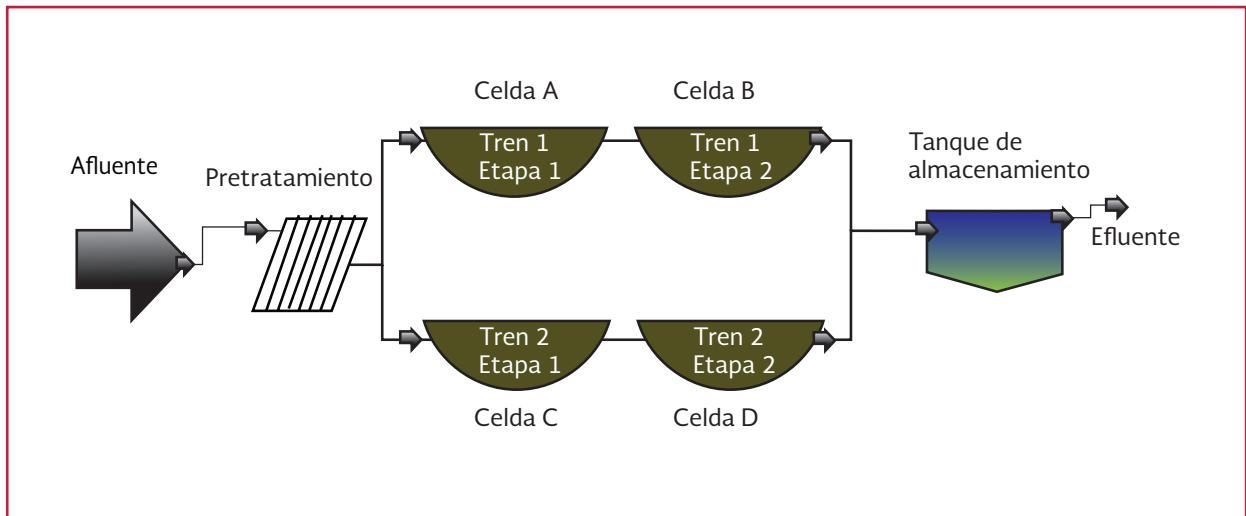 Celda A
Celda B
Afluente
Pretratamiento
Tren 1
Etapa 1
Tren 1
Etapa 2
Tanque de
almacenamiento
Efluente
Tren 2
Etapa 1
Tren 2
Etapa 2
Celda C
Celda D